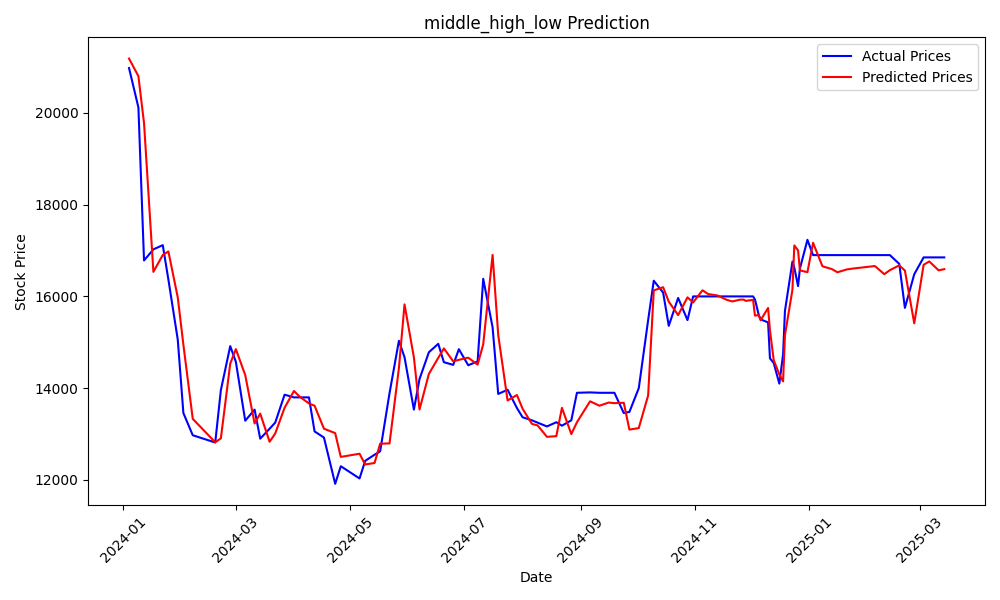 middle_high_low Prediction
Actual Prices
Predicted Prices
Stock Price
20000
18000
16000
14000
12000
2024-01
2024-03
2024-05
2024-07
2024-09
2024-11
2025-01
2025-03
Date